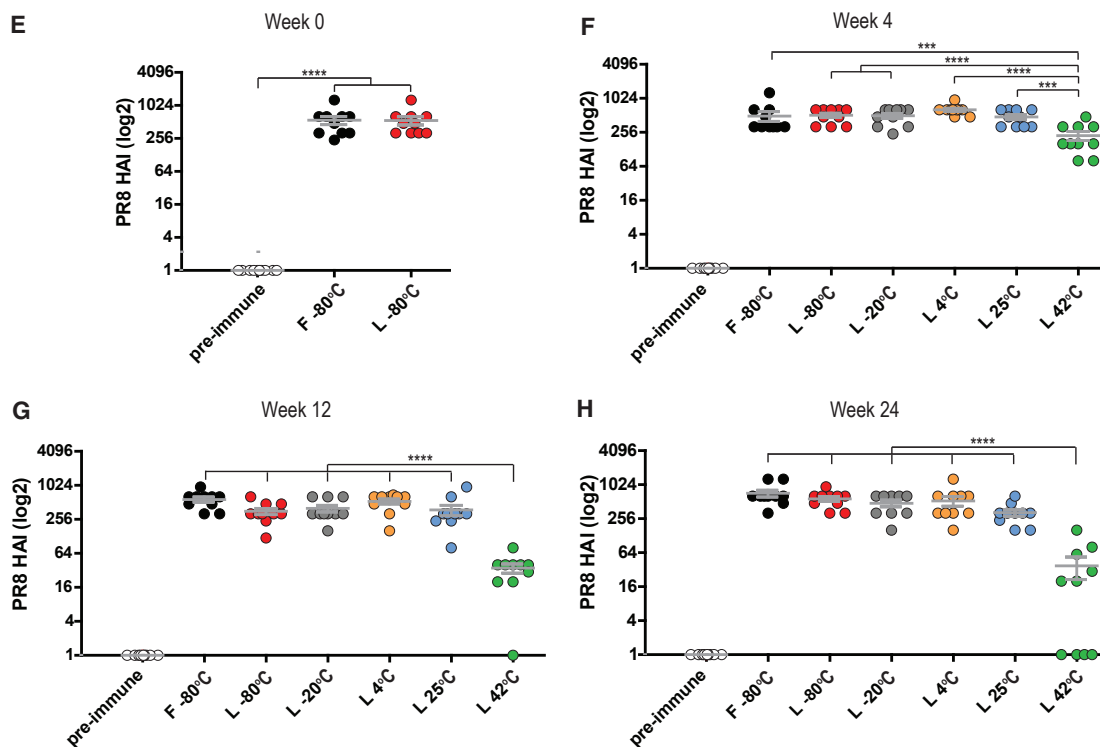 E
Week 0
PR8 HAI (log2)
4096
1024
256
64
16
4
1
****
pre-immune
F -80°C
L -80°C
F
Week 4
PR8 HAI (log2)
4096
1024
256
64
16
4
1
***
****
****
***
pre-immune
F -80°C
L -80°C
L -20°C
L 4°C
L 25°C
L 42°C
G
Week 12
PR8 HAI (log2)
4096
1024
256
64
16
4
1
****
pre-immune
F -80°C
L -80°C
L -20°C
L 4°C
L 25°C
L 42°C
H
Week 24
PR8 HAI (log2)
4096
1024
256
64
16
4
1
****
pre-immune
F -80°C
L -80°C
L -20°C
L 4°C
L 25°C
L 42°C